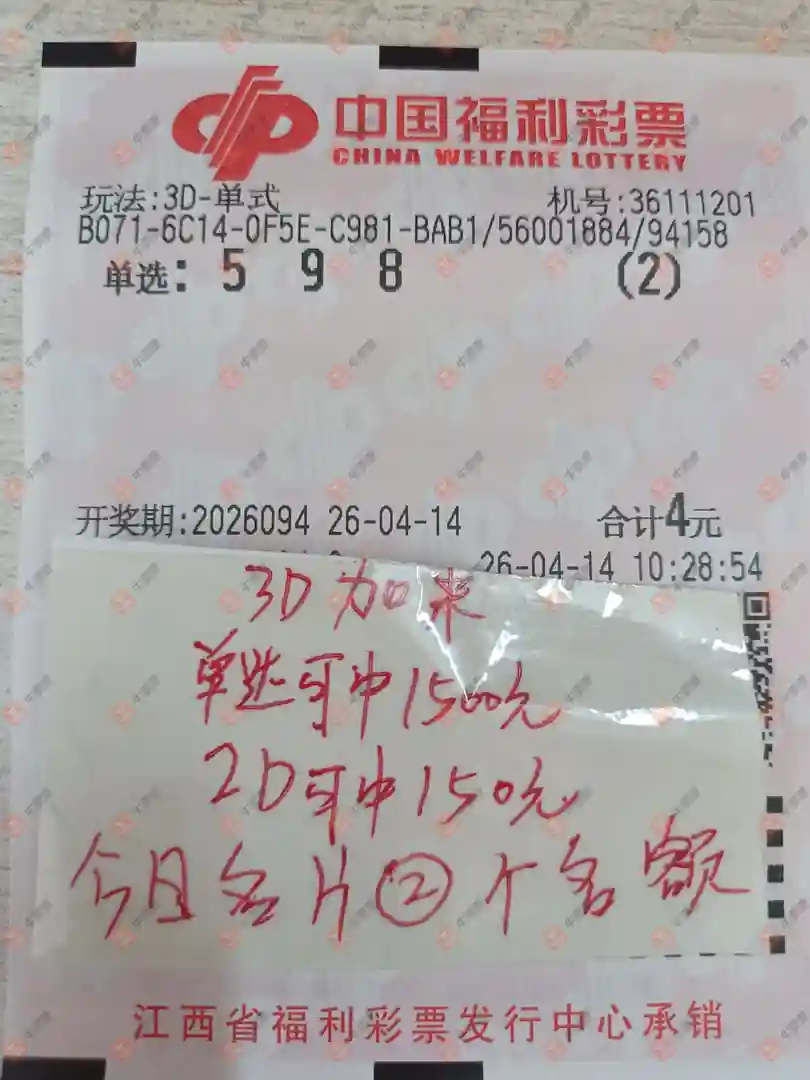 中国福利彩票
CHINA WELFARE LOTTERY
玩法:3D-单式 机号:36111201
B071-6C14-0F5E-C981-BAB1/56001884/94158
单选: 5 9 8 (2)
开奖期:2026094 26-04-14 合计4元
26-04-14 10:28:54
3D加来
单选可中1500元
2D可中150元
今日名片②个名额
江西省福利彩票发行中心承销